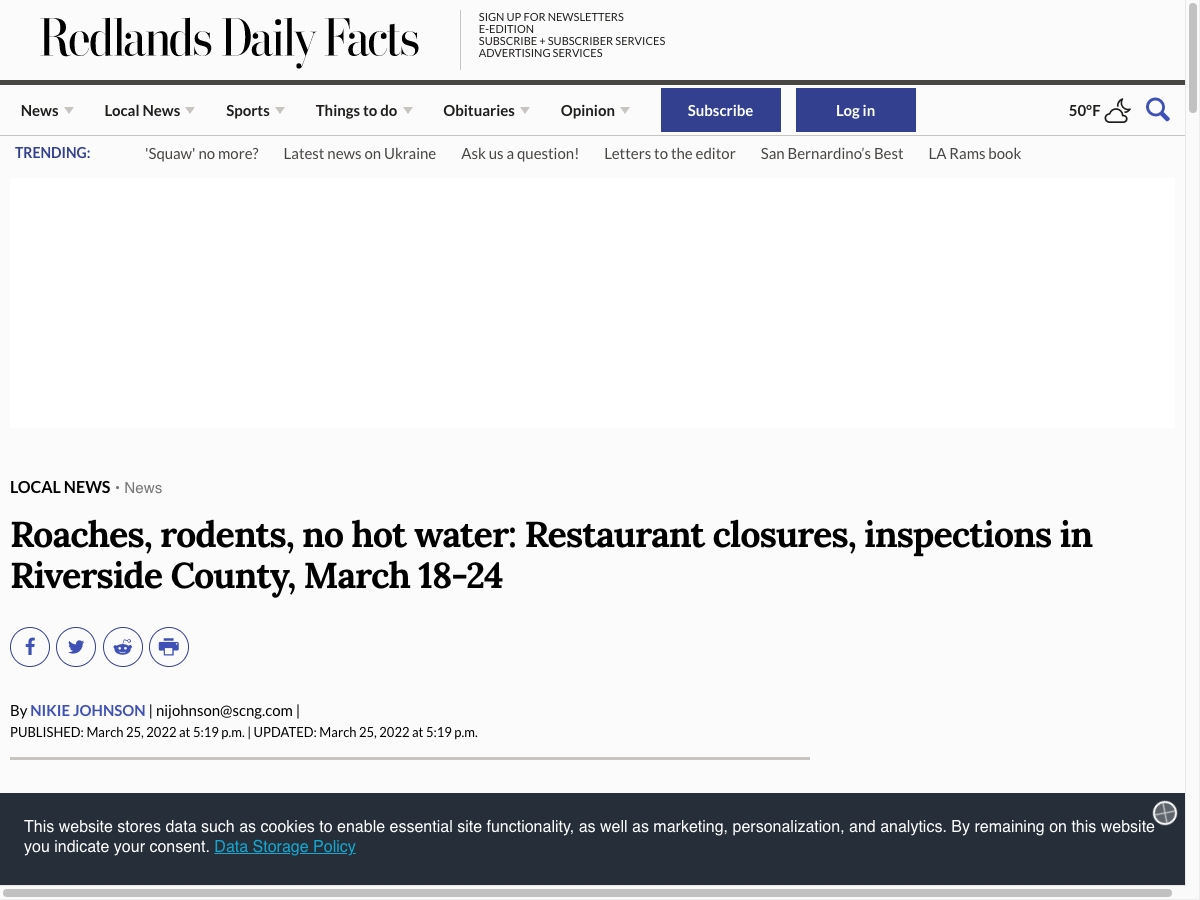 Redlands Daily Facts
SIGN UP FOR NEWSLETTERS
E-EDITION
SUBSCRIBE + SUBSCRIBER SERVICES
ADVERTISING SERVICES
News Local News Sports Things to do Obituaries Opinion Subscribe Log in 50°F
TRENDING: 'Squaw' no more? Latest news on Ukraine Ask us a question! Letters to the editor San Bernardino’s Best LA Rams book
LOCAL NEWS • News
Roaches, rodents, no hot water: Restaurant closures, inspections in
Riverside County, March 18-24
By NIKIE JOHNSON | nijohnson@scng.com |
PUBLISHED: March 25, 2022 at 5:19 p.m. | UPDATED: March 25, 2022 at 5:19 p.m.
This website stores data such as cookies to enable essential site functionality, as well as marketing, personalization, and analytics. By remaining on this website
you indicate your consent. Data Storage Policy